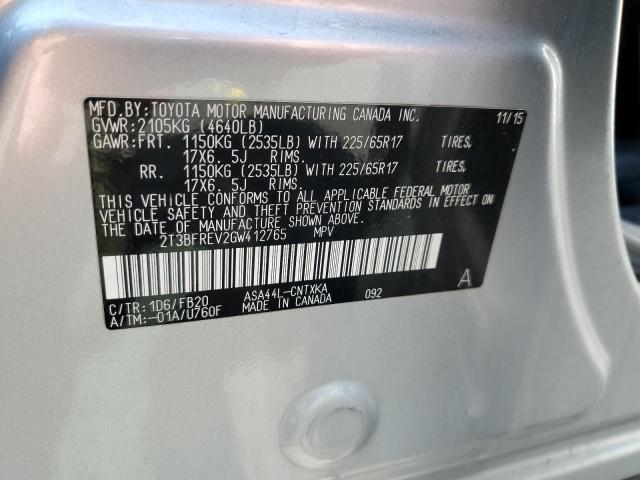 MFD. BY: TOYOTA MOTOR MANUFACTURING CANADA INC. 11/15
GVWR: 2105KG (4640LB)
GAWR: FRT. 1150KG (2535LB) WITH 225/65R17 TIRES,
17X6. 5J RIMS.
RR. 1150KG (2535LB) WITH 225/65R17 TIRES,
17X6. 5J RIMS.
THIS VEHICLE CONFORMS TO ALL APPLICABLE FEDERAL MOTOR
VEHICLE SAFETY AND THEFT PREVENTION STANDARDS IN EFFECT ON
THE DATE OF MANUFACTURE SHOWN ABOVE.
2T3BFREV2GW412765 MPV
C/TR: 1D6/FB20 ASA44L-CNTXKA 092 A
A/TM:-01A/U760F MADE IN CANADA